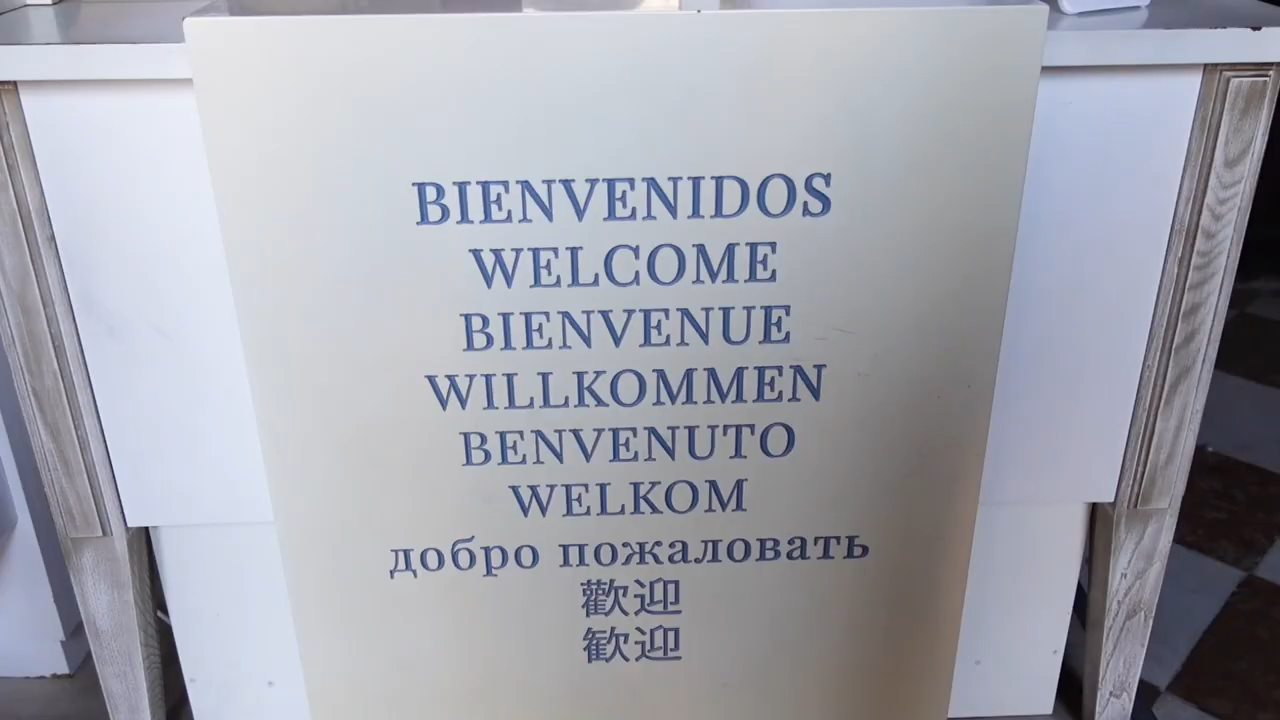 BIENVENIDOS
WELCOME
BIENVENUE
WILLKOMMEN
BENVENUTO
WELKOM
добро пожаловать
歡迎
歓迎